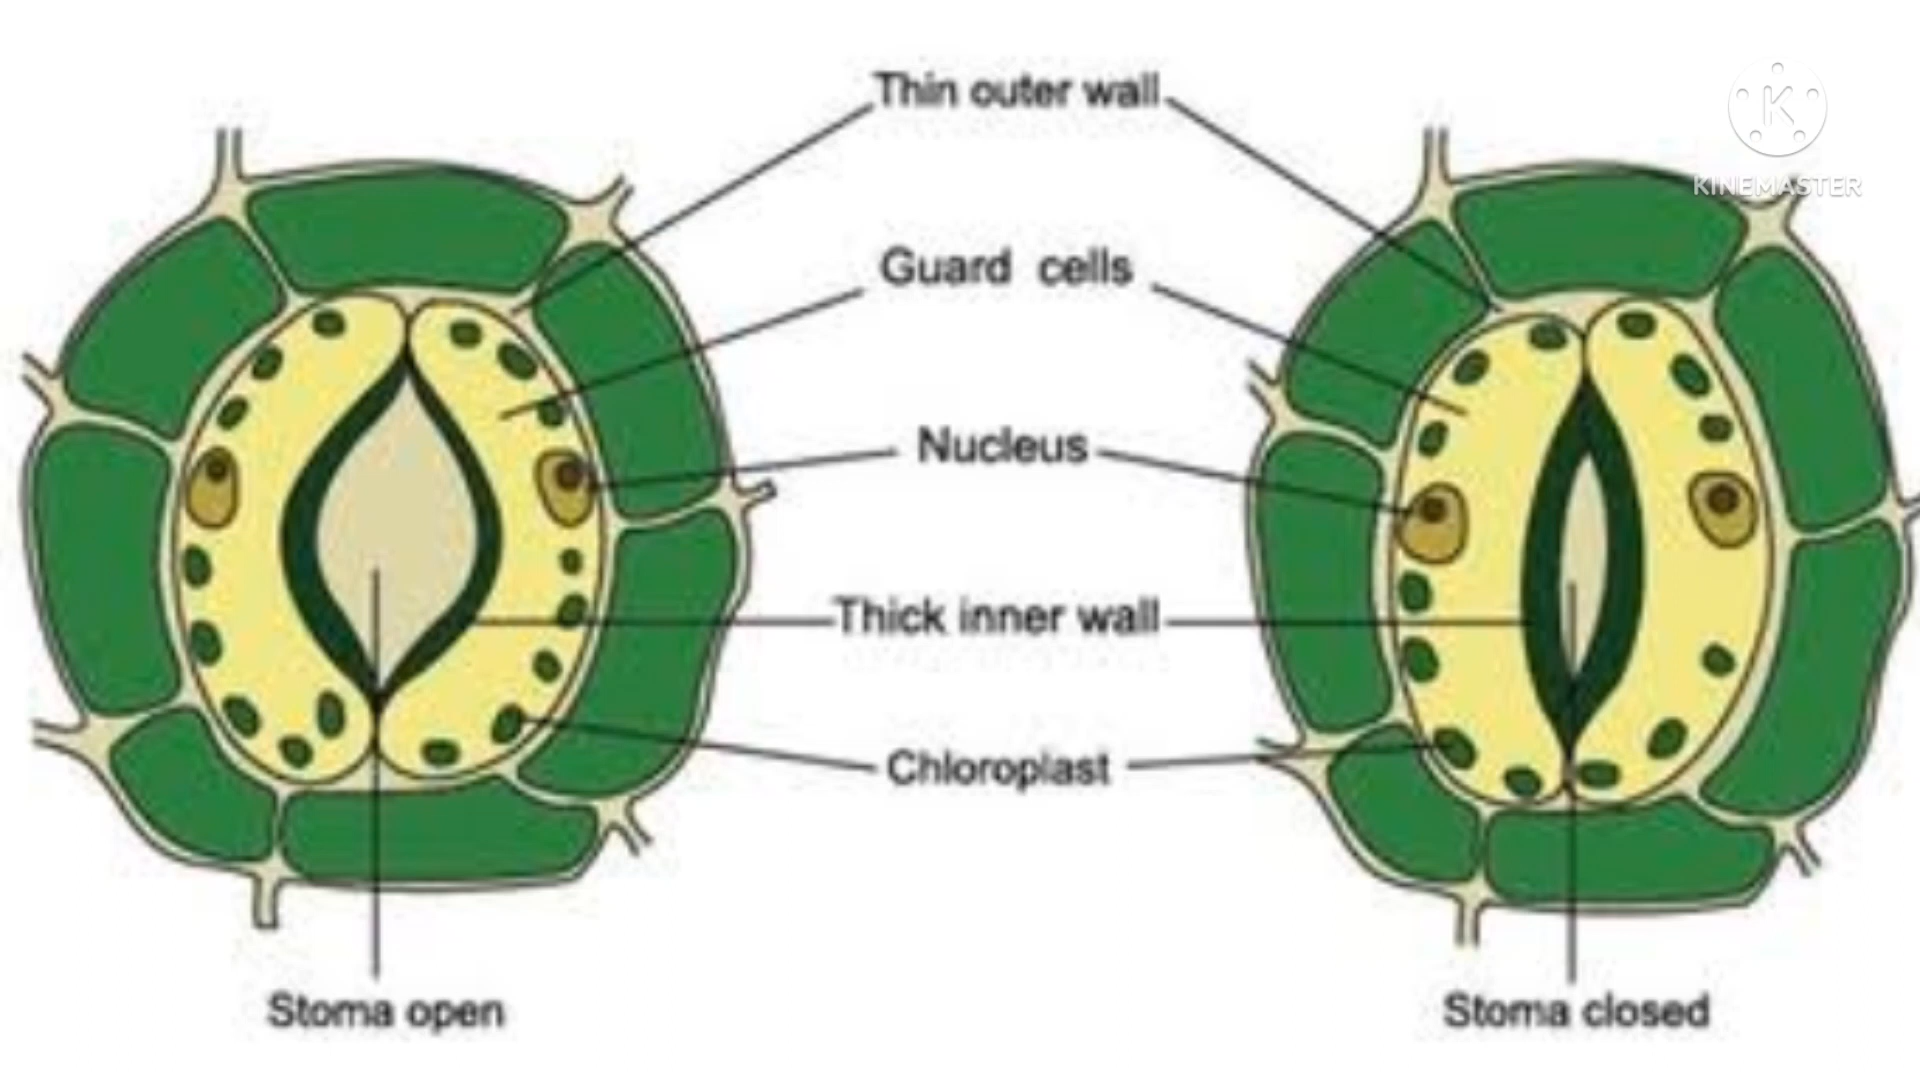 Thin outer wall
K
KINEMASTER
Guard cells
Nucleus
Thick inner wall
Chloroplast
Stoma open
Stoma closed